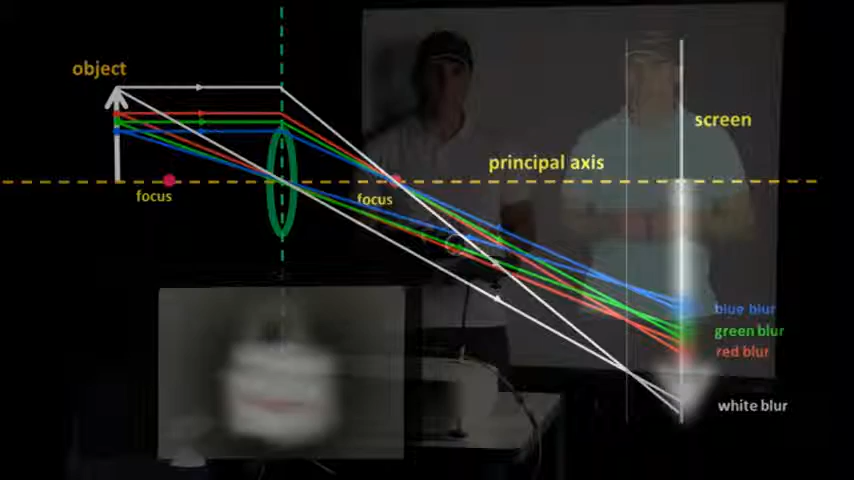 object
screen
principal axis
focus
focus
blue blur
green blur
red blur
white blur